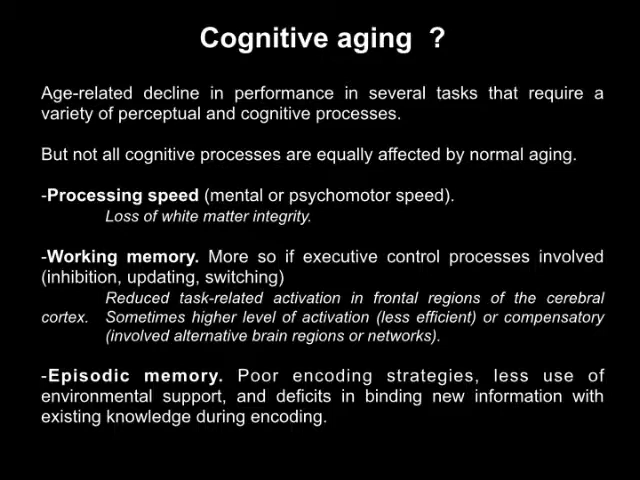 Cognitive aging  ?
Age-related decline in performance in several tasks that require a
variety of perceptual and cognitive processes.
But not all cognitive processes are equally affected by normal aging.
-Processing speed (mental or psychomotor speed).
Loss of white matter integrity.
-Working memory. More so if executive control processes involved
(inhibition, updating, switching)
Reduced task-related activation in frontal regions of the cerebral
cortex. Sometimes higher level of activation (less efficient) or compensatory
(involved alternative brain regions or networks).
-Episodic memory. Poor encoding strategies, less use of
environmental support, and deficits in binding new information with
existing knowledge during encoding.